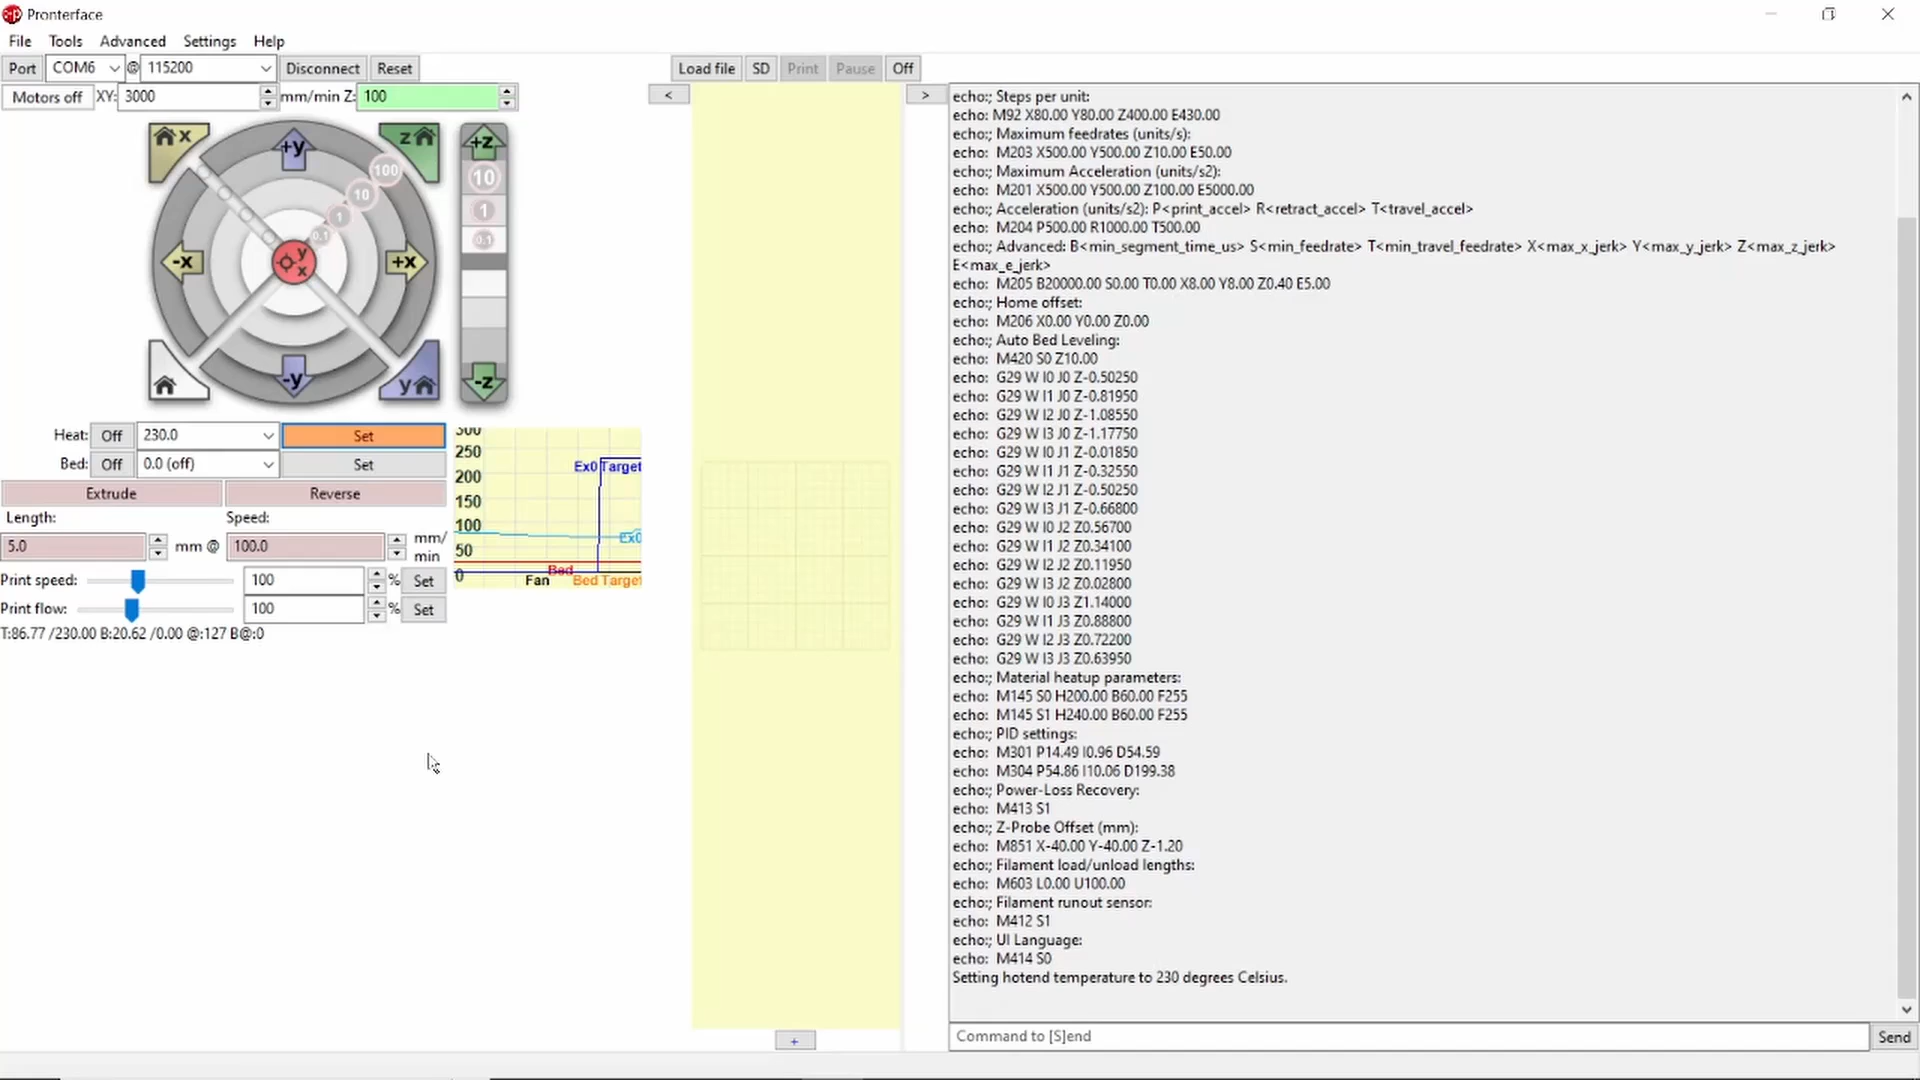 Pronterface
File Tools Advanced Settings Help
Port COM6 @ 115200 Disconnect Reset
Load file SD Print Pause Off
Motors off XY: 3000 mm/min Z: 100
< >
x z
+y +z
100 10
10
1 1
0.1 0.1
-x y x +x
-y y -z
Heat: Off 230.0 Set
Bed: Off 0.0 (off) Set
Extrude Reverse
Length: Speed:
5.0 mm @ 100.0 mm/
min
Print speed: 100 % Set
Print flow: 100 % Set
T:86.77 /230.00 B:20.62 /0.00 @:127 B@:0
300
250
Ex0 Target
200
150
100
Ex0
50
Bed
0
Fan Bed Target
+
echo:; Steps per unit:
echo: M92 X80.00 Y80.00 Z400.00 E430.00
echo:; Maximum feedrates (units/s):
echo:  M203 X500.00 Y500.00 Z10.00 E50.00
echo:; Maximum Acceleration (units/s2):
echo:  M201 X500.00 Y500.00 Z100.00 E5000.00
echo:; Acceleration (units/s2): P<print_accel> R<retract_accel> T<travel_accel>
echo:  M204 P500.00 R1000.00 T500.00
echo:; Advanced: B<min_segment_time_us> S<min_feedrate> T<min_travel_feedrate> X<max_x_jerk> Y<max_y_jerk> Z<max_z_jerk>
E<max_e_jerk>
echo:  M205 B20000.00 S0.00 T0.00 X8.00 Y8.00 Z0.40 E5.00
echo:; Home offset:
echo:  M206 X0.00 Y0.00 Z0.00
echo:; Auto Bed Leveling:
echo:  M420 S0 Z10.00
echo:  G29 W I0 J0 Z-0.50250
echo:  G29 W I1 J0 Z-0.81950
echo:  G29 W I2 J0 Z-1.08550
echo:  G29 W I3 J0 Z-1.17750
echo:  G29 W I0 J1 Z-0.01850
echo:  G29 W I1 J1 Z-0.32550
echo:  G29 W I2 J1 Z-0.50250
echo:  G29 W I3 J1 Z-0.66800
echo:  G29 W I0 J2 Z0.56700
echo:  G29 W I1 J2 Z0.34100
echo:  G29 W I2 J2 Z0.11950
echo:  G29 W I3 J2 Z0.02800
echo:  G29 W I0 J3 Z1.14000
echo:  G29 W I1 J3 Z0.88800
echo:  G29 W I2 J3 Z0.72200
echo:  G29 W I3 J3 Z0.63950
echo:; Material heatup parameters:
echo:  M145 S0 H200.00 B60.00 F255
echo:  M145 S1 H240.00 B60.00 F255
echo:; PID settings:
echo:  M301 P14.49 I0.96 D54.59
echo:  M304 P54.86 I10.06 D199.38
echo:; Power-Loss Recovery:
echo:  M413 S1
echo:; Z-Probe Offset (mm):
echo:  M851 X-40.00 Y-40.00 Z-1.20
echo:; Filament load/unload lengths:
echo:  M603 L0.00 U100.00
echo:; Filament runout sensor:
echo:  M412 S1
echo:; UI Language:
echo:  M414 S0
Setting hotend temperature to 230 degrees Celsius.
Command to [S]end Send